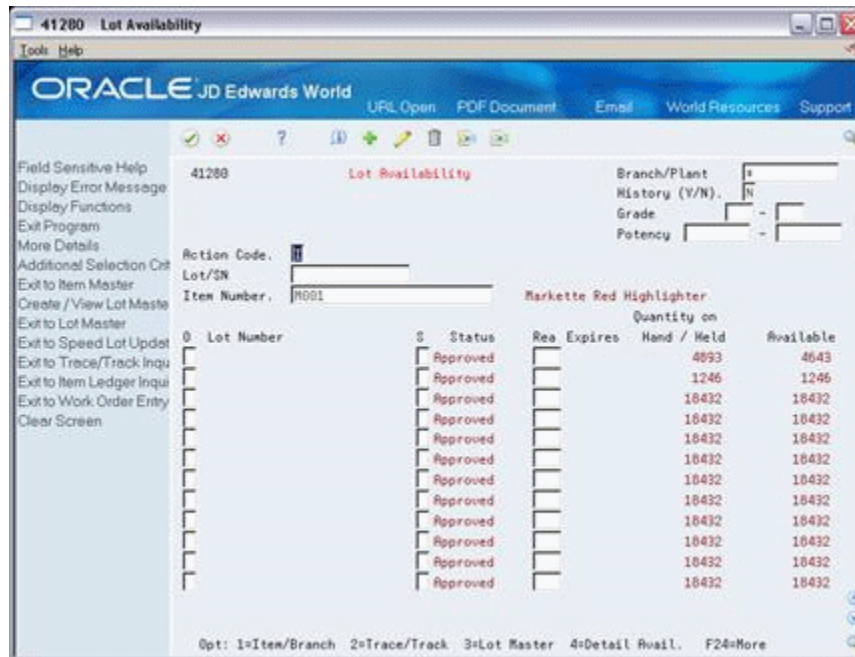 41280 Lot Availability
Tools Help
ORACLE JD Edwards World
URL Open PDF Document Email World Resources Support
Field Sensitive Help
Display Error Message
Display Functions
Exit Program
More Details
Additional Selection Crit
Exit to Item Master
Create / View Lot Maste
Exit to Lot Master
Exit to Speed Lot Updat
Exit to Trace/Track Inqu
Exit to Item Ledger Inqui
Exit to Work Order Entry
Clear Screen
41280 Lot Availability Branch/Plant *
History (Y/N). N
Grade -
Potency -
Action Code. I
Lot/SN
Item Number. M001 Markette Red Highlighter
Quantity on
O Lot Number S Status Rea Expires Hand / Held Available
Approved 4893 4643
Approved 1246 1246
Approved 18432 18432
Approved 18432 18432
Approved 18432 18432
Approved 18432 18432
Approved 18432 18432
Approved 18432 18432
Approved 18432 18432
Approved 18432 18432
Approved 18432 18432
Approved 18432 18432
Opt: 1=Item/Branch 2=Trace/Track 3=Lot Master 4=Detail Avail. F24=More